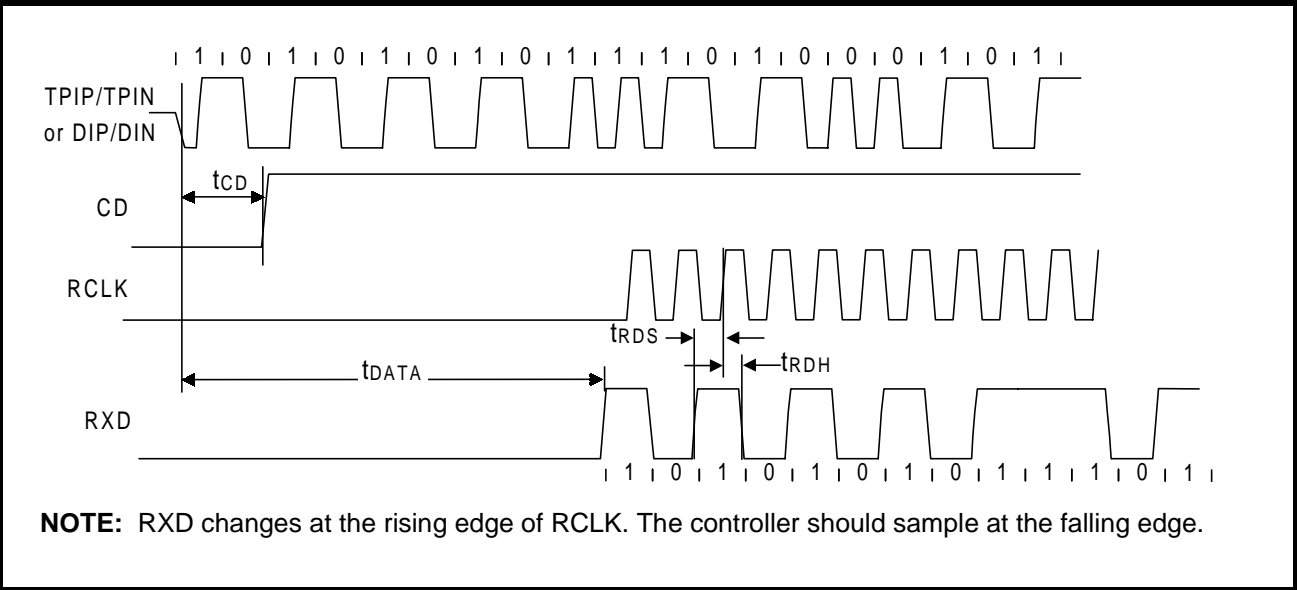 1 0 1 0 1 0 1 0 1 1 1 0 1 0 0 0 1 0 1
TPIP/TPIN
or DIP/DIN
tCD
CD
RCLK
tRDS
tRDH
tDATA
RXD
1 0 1 0 1 0 1 0 1 1 1 0 1
NOTE: RXD changes at the rising edge of RCLK. The controller should sample at the falling edge.